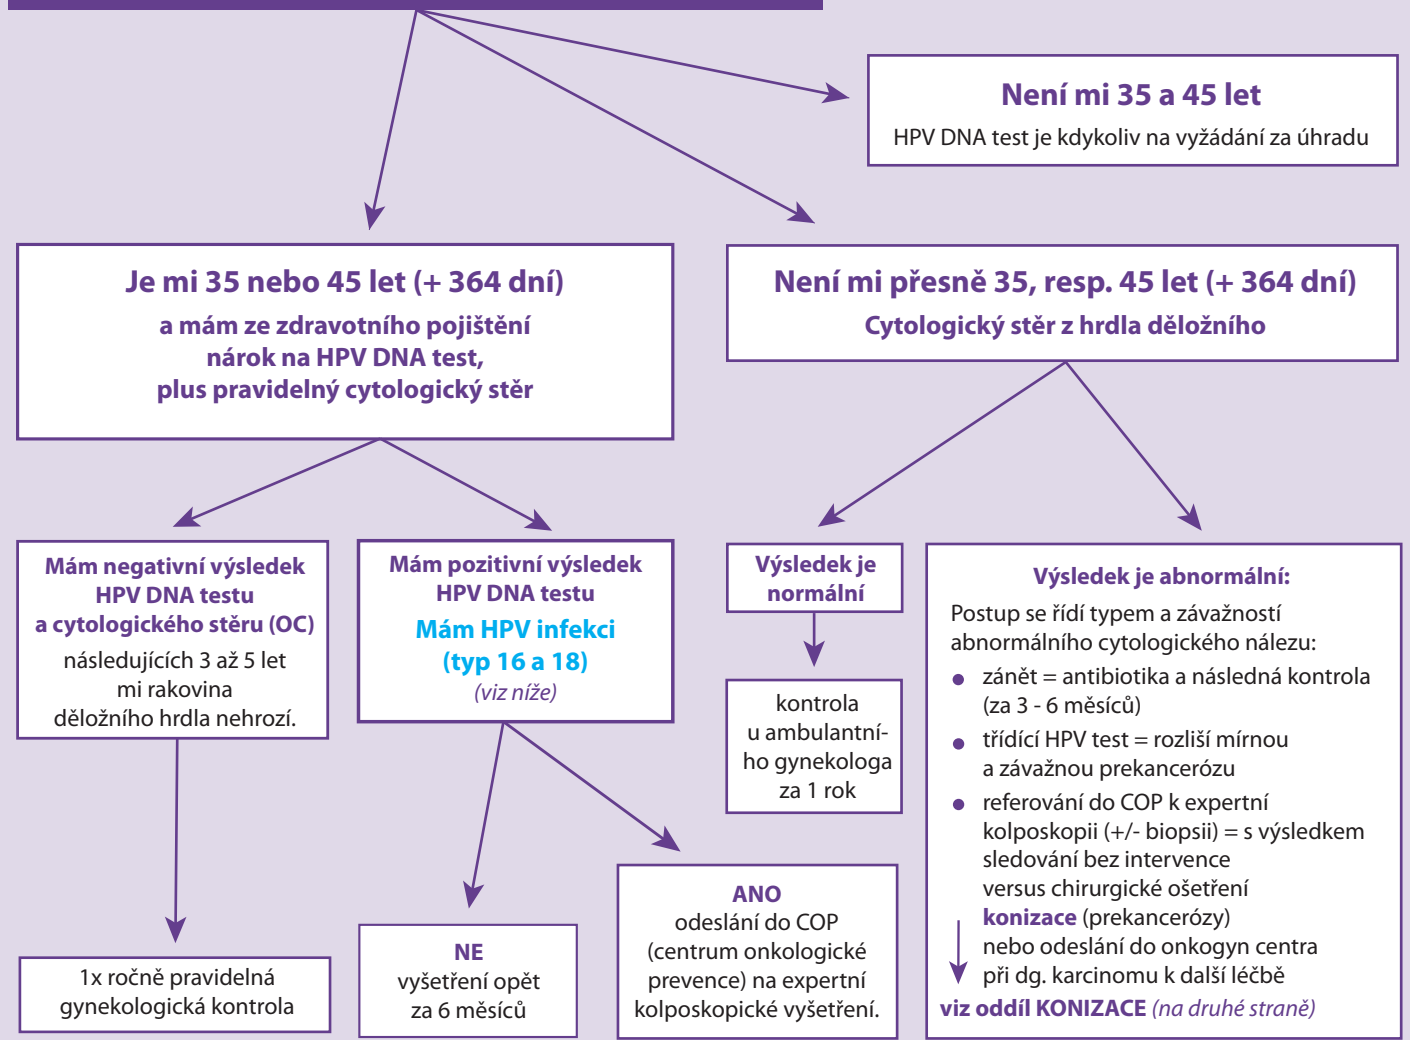 Není mi 35 a 45 let
HPV DNA test je kdykoliv na vyžádání za úhradu
Je mi 35 nebo 45 let (+ 364 dní)
a mám ze zdravotního pojištění
nárok na HPV DNA test,
plus pravidelný cytologický stěr
Není mi přesně 35, resp. 45 let (+ 364 dní)
Cytologický stěr z hrdla děložního
Mám negativní výsledek
HPV DNA testu
a cytologického stěru (OC)
následujících 3 až 5 let
mi rakovina
děložního hrdla nehrozí.
Mám pozitivní výsledek
HPV DNA testu
Mám HPV infekci
(typ 16 a 18)
(viz níže)
Výsledek je
normální
kontrola
u ambulantní-
ho gynekologa
za 1 rok
Výsledek je abnormální:
Postup se řídí typem a závažností
abnormálního cytologického nálezu:
● zánět = antibiotika a následná kontrola
(za 3 - 6 měsíců)
● třídící HPV test = rozliší mírnou
a závažnou prekancerózu
● referování do COP k expertní
kolposkopii (+/- biopsii) = s výsledkem
sledování bez intervence
versus chirurgické ošetření
konizace (prekancerózy)
nebo odeslání do onkogyn centra
při dg. karcinomu k další léčbě
viz oddíl KONIZACE (na druhé straně)
1x ročně pravidelná
gynekologická kontrola
NE
vyšetření opět
za 6 měsíců
ANO
odeslání do COP
(centrum onkologické
prevence) na expertní
kolposkopické vyšetření.